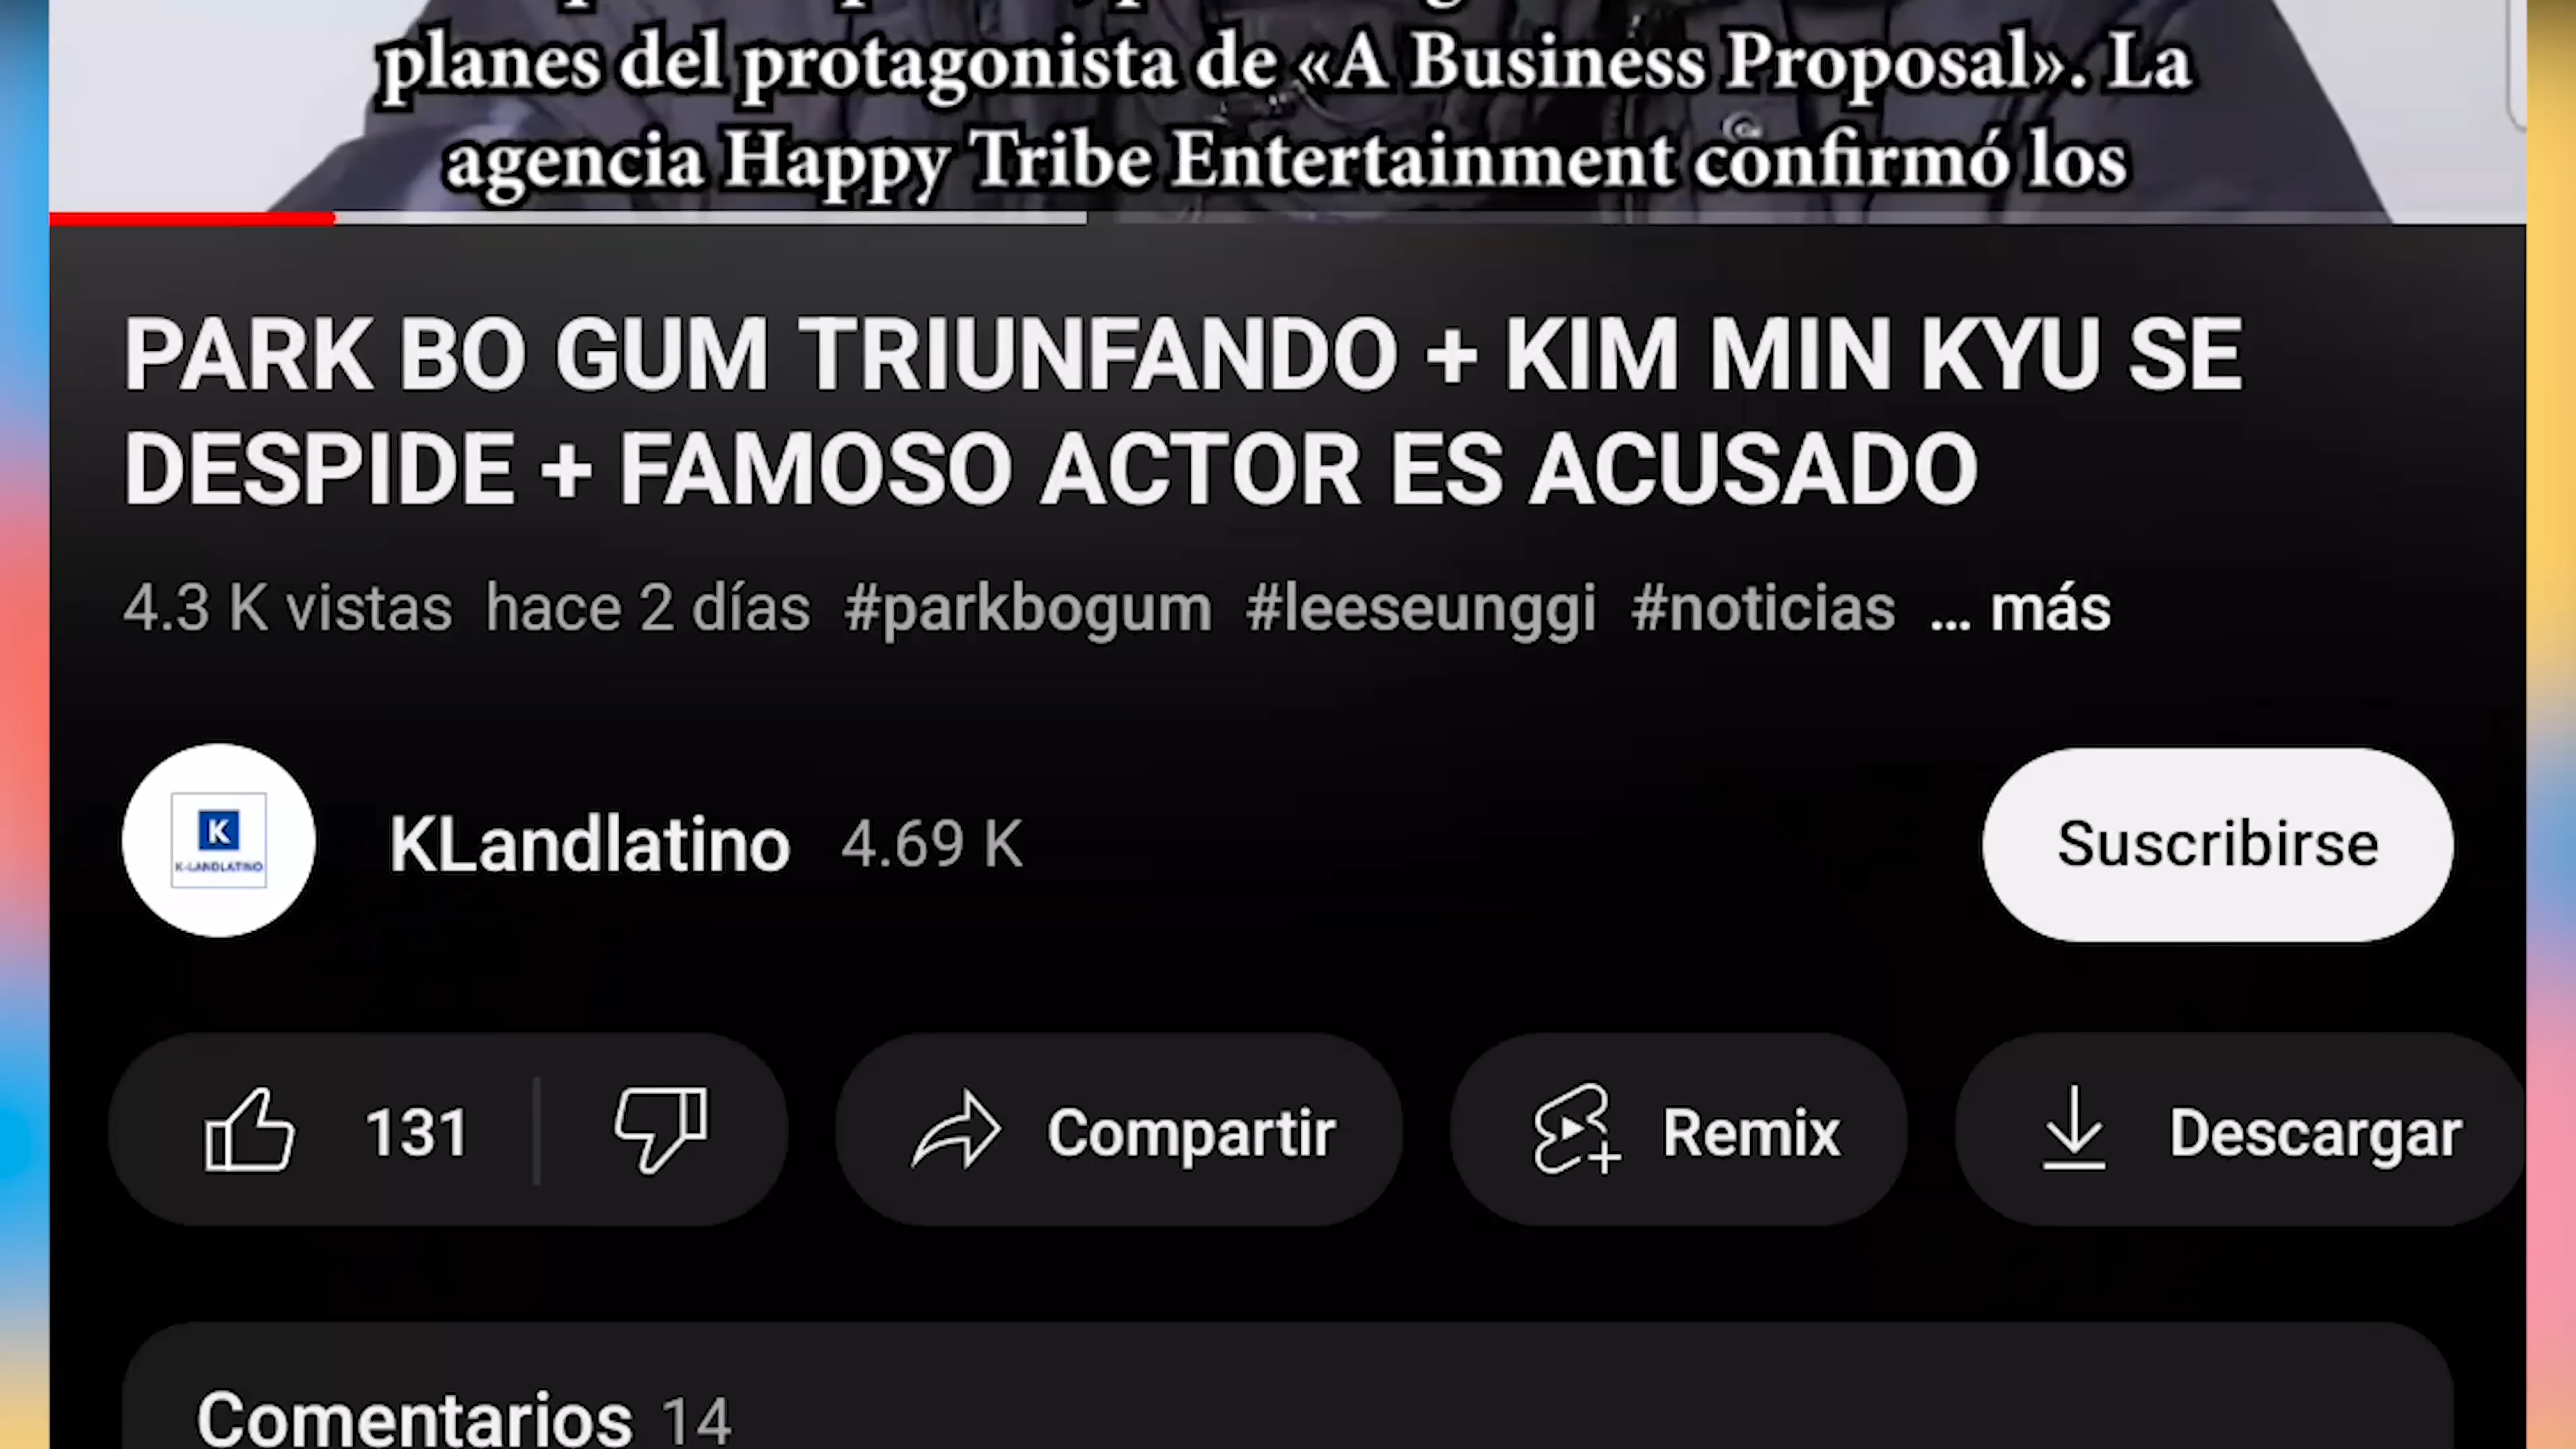 planes del protagonista de «A Business Proposal». La
agencia Happy Tribe Entertainment confirmó los
PARK BO GUM TRIUNFANDO + KIM MIN KYU SE
DESPIDE + FAMOSO ACTOR ES ACUSADO
4.3 K vistas hace 2 días #parkbogum #leeseunggi #noticias ... más
K
K-LANDLATINO
KLandlatino 4.69 K
Suscribirse
131
Compartir
Remix
Descargar
Comentarios 14